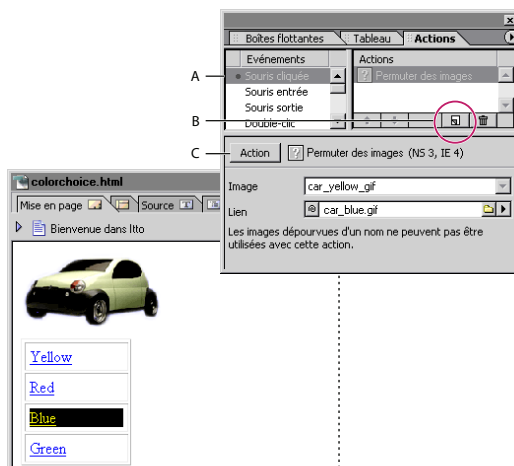 Boîtes flottantes Tableau Actions
Evénements Actions
A Souris cliquée Permuter des images
Souris entrée
Souris sortie
B Double-clic
C Action Permuter des images (NS 3, IE 4)
Image car_yellow_gif
Lien car_blue.gif
Les images dépourvues d'un nom ne peuvent pas être
utilisées avec cette action.
colorchoice.html
Mise en page Source
Bienvenue dans Itto
Yellow
Red
Blue
Green